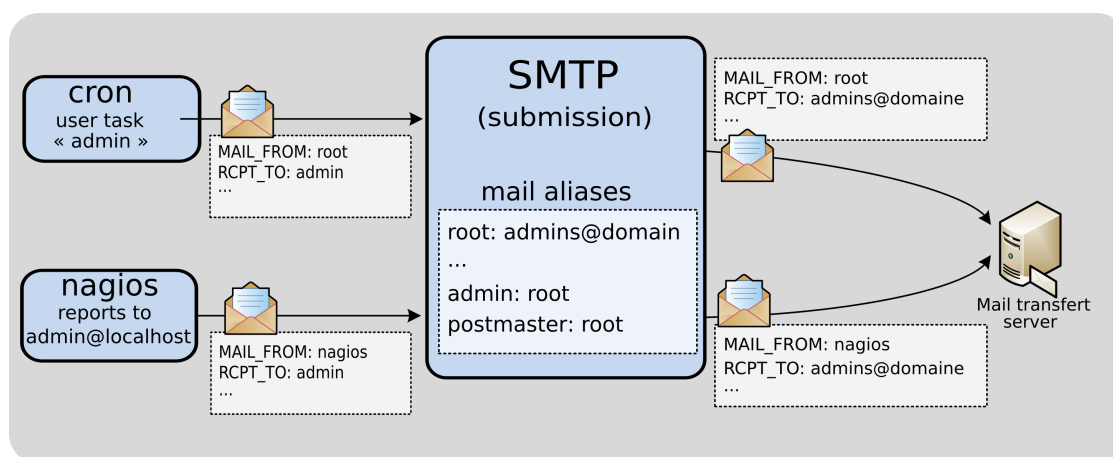 cron
user task
« admin »
MAIL_FROM: root
RCPT_TO: admin
...
nagios
reports to
admin@localhost
MAIL_FROM: nagios
RCPT_TO: admin
...
SMTP
(submission)
mail aliases
root: admins@domain
...
admin: root
postmaster: root
MAIL_FROM: root
RCPT_TO: admins@domaine
...
MAIL_FROM: nagios
RCPT_TO: admins@domaine
...
Mail transfert
server